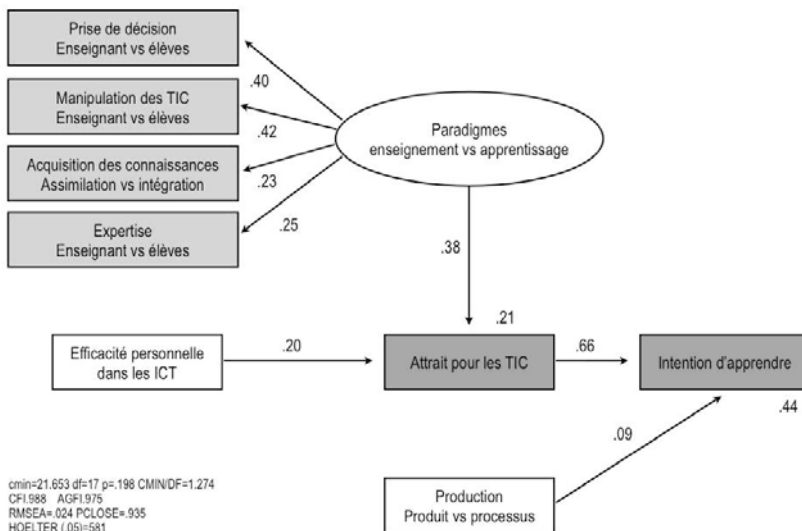 Prise de décision
Enseignant vs élèves
.40
Manipulation des TIC
Enseignant vs élèves
.42
Paradigmes
enseignement vs apprentissage
Acquisition des connaissances
Assimilation vs intégration
.23
Expertise
Enseignant vs élèves
.25
.38
.21
Efficacité personnelle
dans les ICT
.20
Attrait pour les TIC
.66
Intention d'apprendre
.44
.09
Production
Produit vs processus
cmin=21.653 df=17 p=.198 CMIN/DF=1.274
CFI.988 AGFI.975
RMSEA=.024 PCLOSE=.935
HOELTER (.05)=581